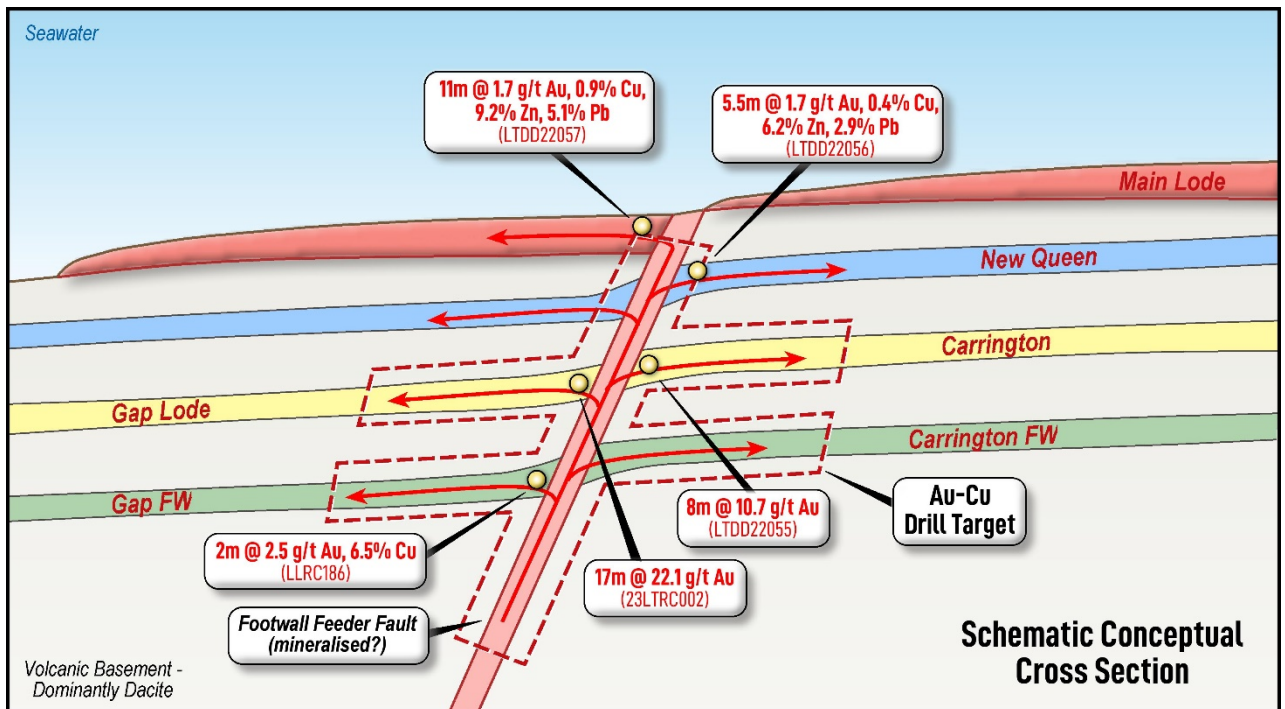 Seawater
11m @ 1.7 g/t Au, 0.9% Cu,
9.2% Zn, 5.1% Pb
(LTDD22057)
5.5m @ 1.7 g/t Au, 0.4% Cu,
6.2% Zn, 2.9% Pb
(LTDD22056)
Main Lode
New Queen
Carrington
Gap Lode
Carrington FW
Gap FW
8m @ 10.7 g/t Au
(LTDD22055)
Au-Cu
Drill Target
2m @ 2.5 g/t Au, 6.5% Cu
(LLRC186)
17m @ 22.1 g/t Au
(23LTRC002)
Footwall Feeder Fault
(mineralised?)
Schematic Conceptual
Cross Section
Volcanic Basement -
Dominantly Dacite